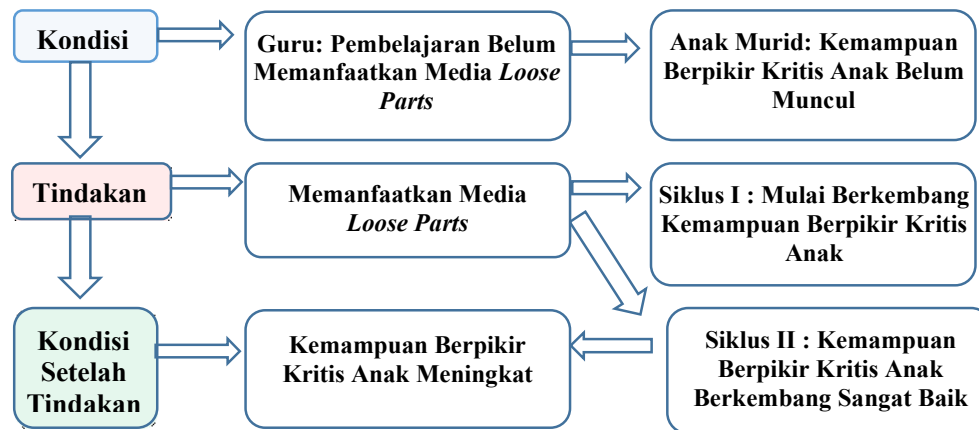 Kondisi
Guru: Pembelajaran Belum
Memanfaatkan Media Loose
Parts
Anak Murid: Kemampuan
Berpikir Kritis Anak Belum
Muncul
Tindakan
Memanfaatkan Media
Loose Parts
Siklus I : Mulai Berkembang
Kemampuan Berpikir Kritis
Anak
Kondisi
Setelah
Tindakan
Kemampuan Berpikir
Kritis Anak Meningkat
Siklus II : Kemampuan
Berpikir Kritis Anak
Berkembang Sangat Baik